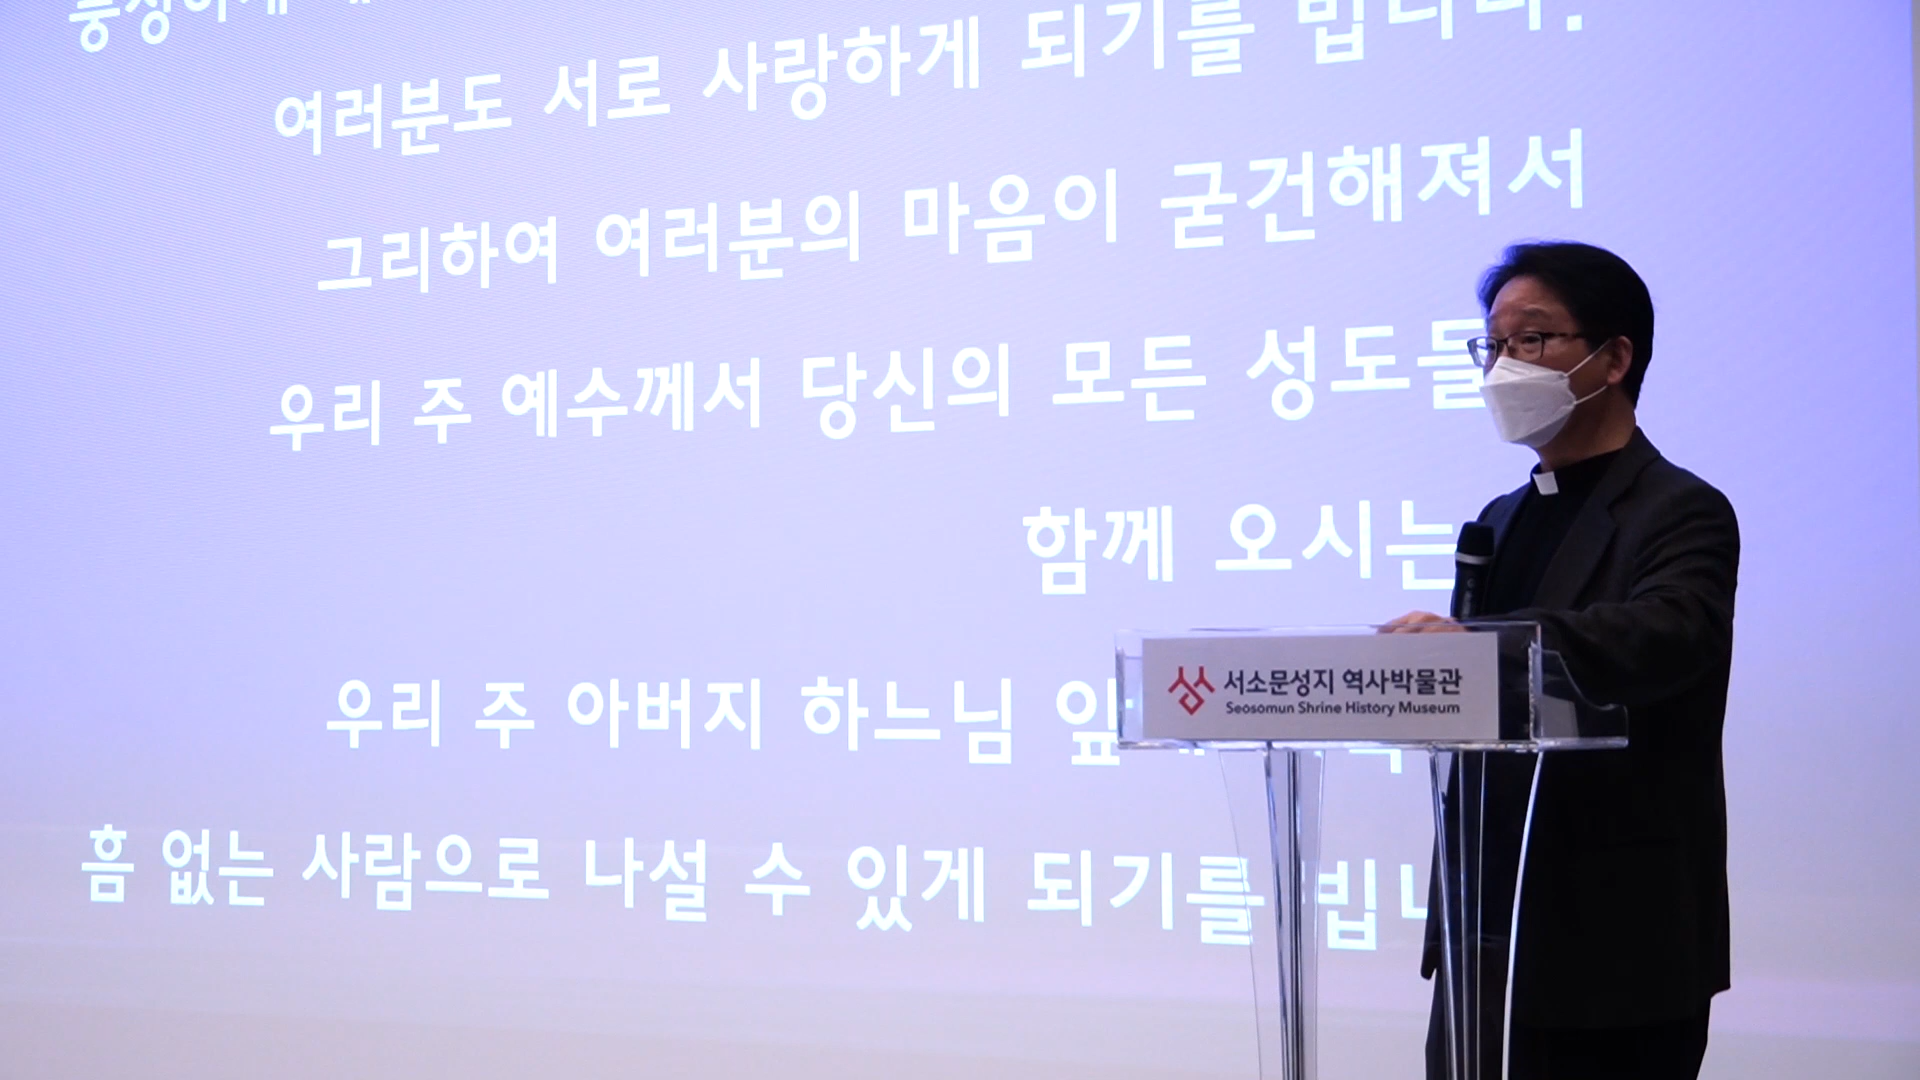 풍성하게
여러분도 서로 사랑하게 되기를 빕니다.
그리하여 여러분의 마음이 굳건해져서
우리 주 예수께서 당신의 모든 성도들
함께 오시는
우리 주 아버지 하느님 앞
흠 없는 사람으로 나설 수 있게 되기를 빕니
서소문성지 역사박물관
Seosomun Shrine History Museum